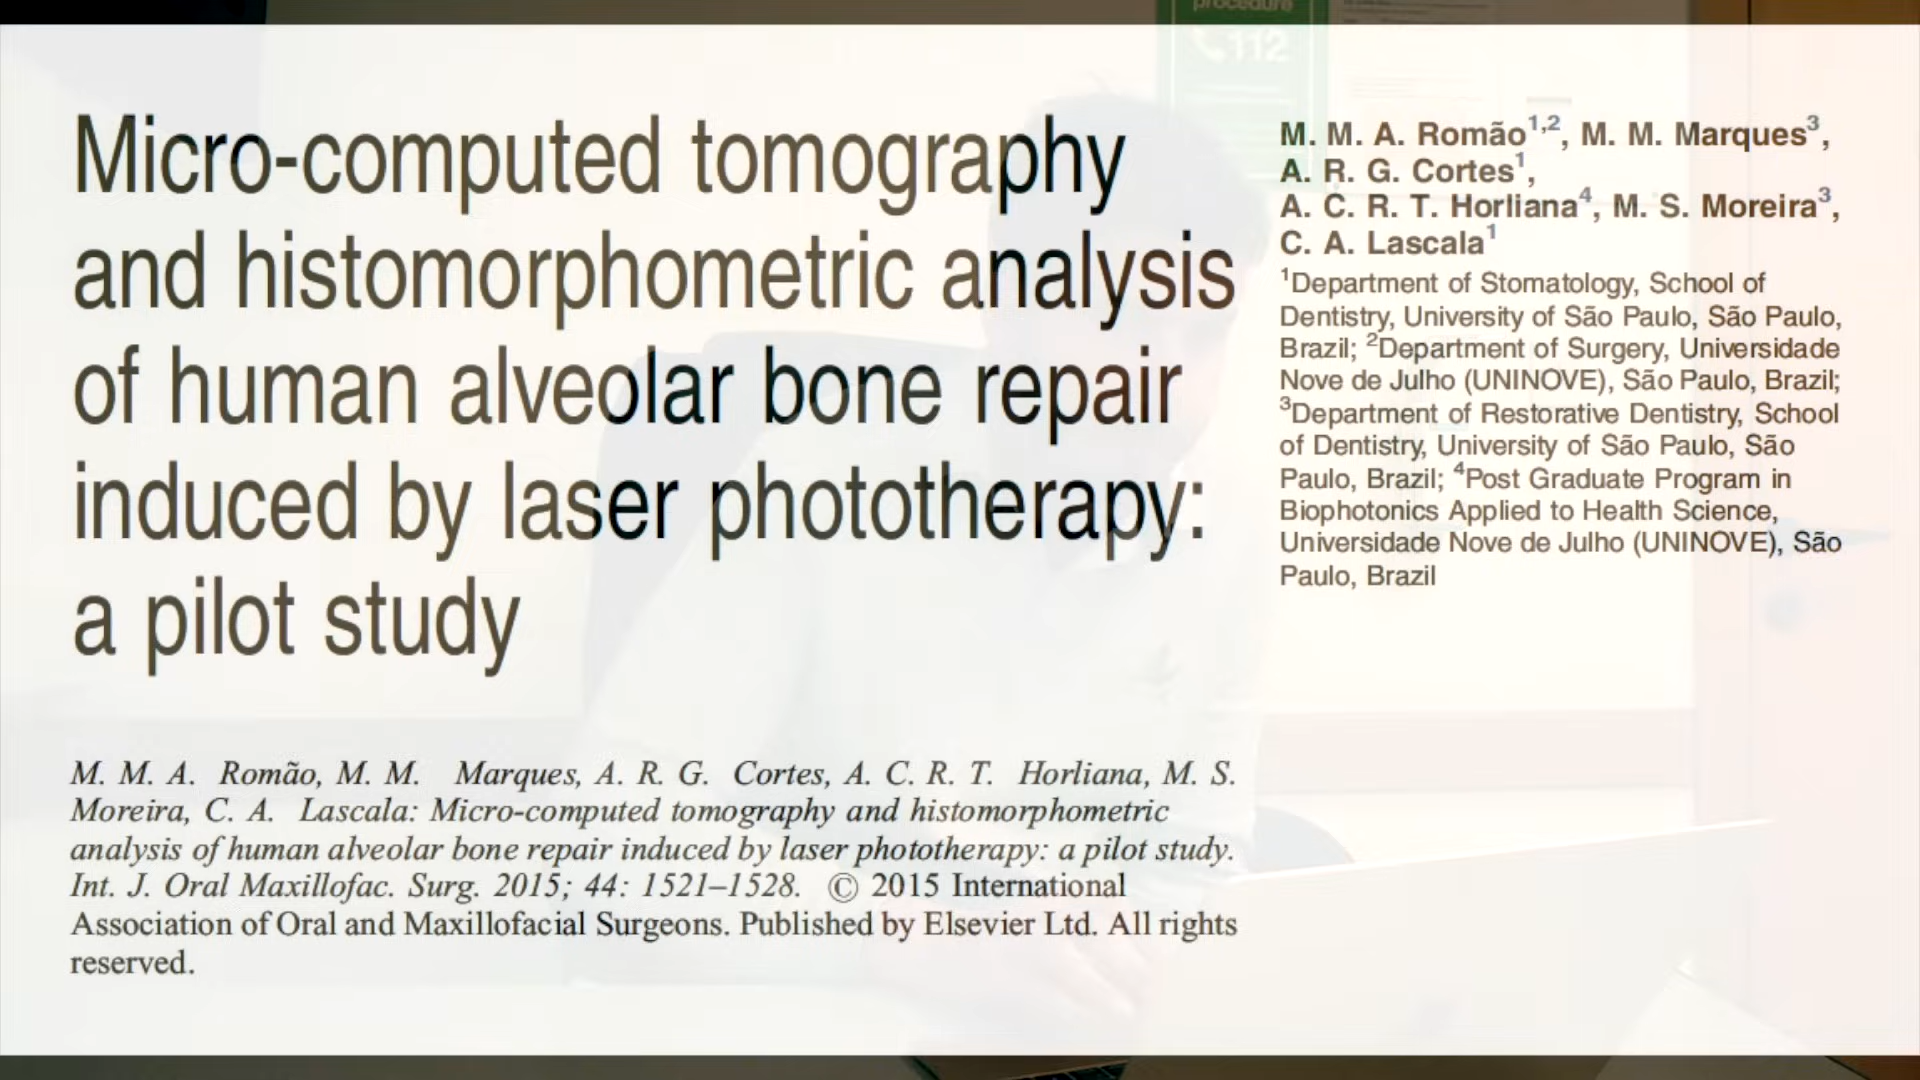 procedure
112
Micro-computed tomography
and histomorphometric analysis
of human alveolar bone repair
induced by laser phototherapy:
a pilot study
M. M. A. Romão1,2, M. M. Marques3,
A. R. G. Cortes1,
A. C. R. T. Horliana4, M. S. Moreira3,
C. A. Lascala1
1Department of Stomatology, School of
Dentistry, University of São Paulo, São Paulo,
Brazil; 2Department of Surgery, Universidade
Nove de Julho (UNINOVE), São Paulo, Brazil;
3Department of Restorative Dentistry, School
of Dentistry, University of São Paulo, São
Paulo, Brazil; 4Post Graduate Program in
Biophotonics Applied to Health Science,
Universidade Nove de Julho (UNINOVE), São
Paulo, Brazil
M. M. A. Romão, M. M. Marques, A. R. G. Cortes, A. C. R. T. Horliana, M. S.
Moreira, C. A. Lascala: Micro-computed tomography and histomorphometric
analysis of human alveolar bone repair induced by laser phototherapy: a pilot study.
Int. J. Oral Maxillofac. Surg. 2015; 44: 1521–1528. © 2015 International
Association of Oral and Maxillofacial Surgeons. Published by Elsevier Ltd. All rights
reserved.